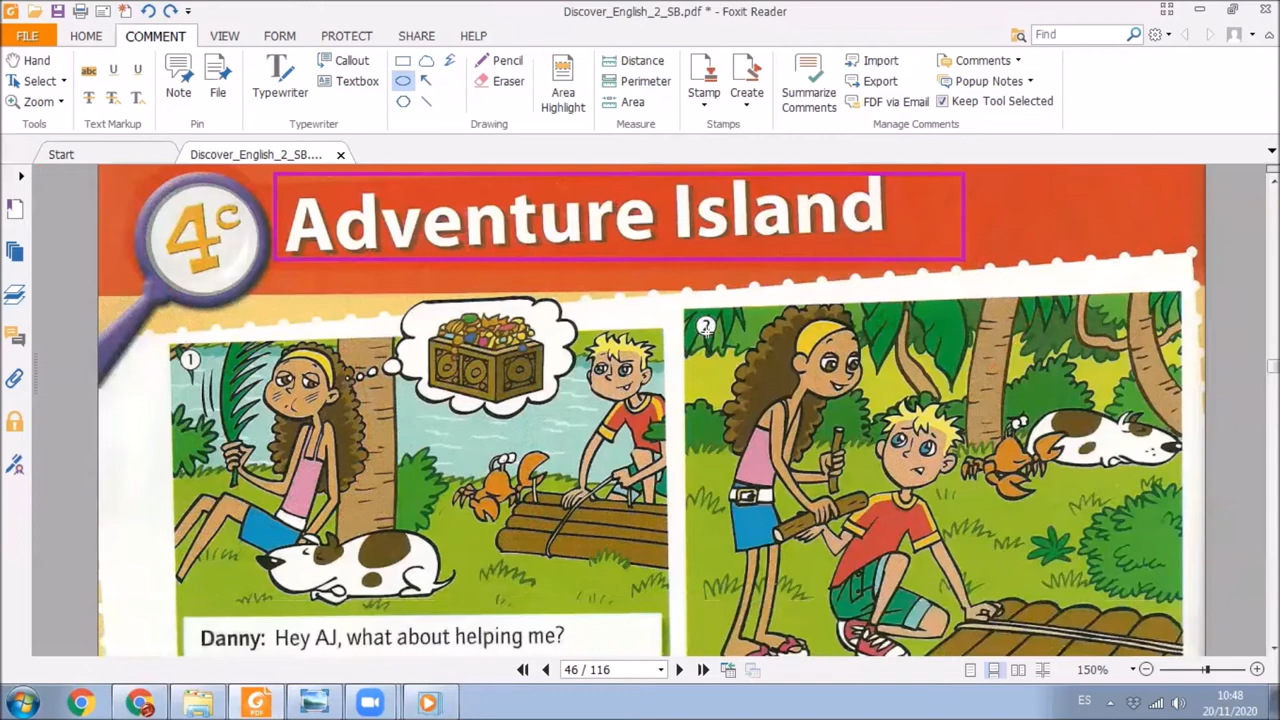 Discover_English_2_SB.pdf * - Foxit Reader
FILE HOME COMMENT VIEW FORM PROTECT SHARE HELP
Find
Hand
Select
Zoom
Tools
abc U U
T T T
Text Markup
Note
File
Pin
Typewriter
Callout
Textbox
Typewriter
Pencil
Eraser
Drawing
Area Highlight
Distance
Perimeter
Area
Measure
Stamp
Create
Stamps
Summarize Comments
Import
Export
FDF via Email
Comments
Popup Notes
Keep Tool Selected
Manage Comments
Start
Discover_English_2_SB....
4c
Adventure Island
1
2
Danny: Hey AJ, what about helping me?
46 / 116
150%
PDF
ES
10:48
20/11/2020